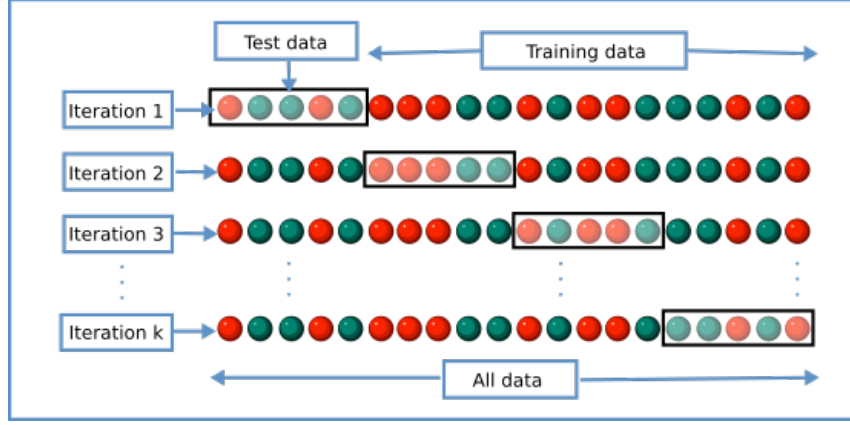 Test data
Training data
Iteration 1
Iteration 2
Iteration 3
Iteration k
All data